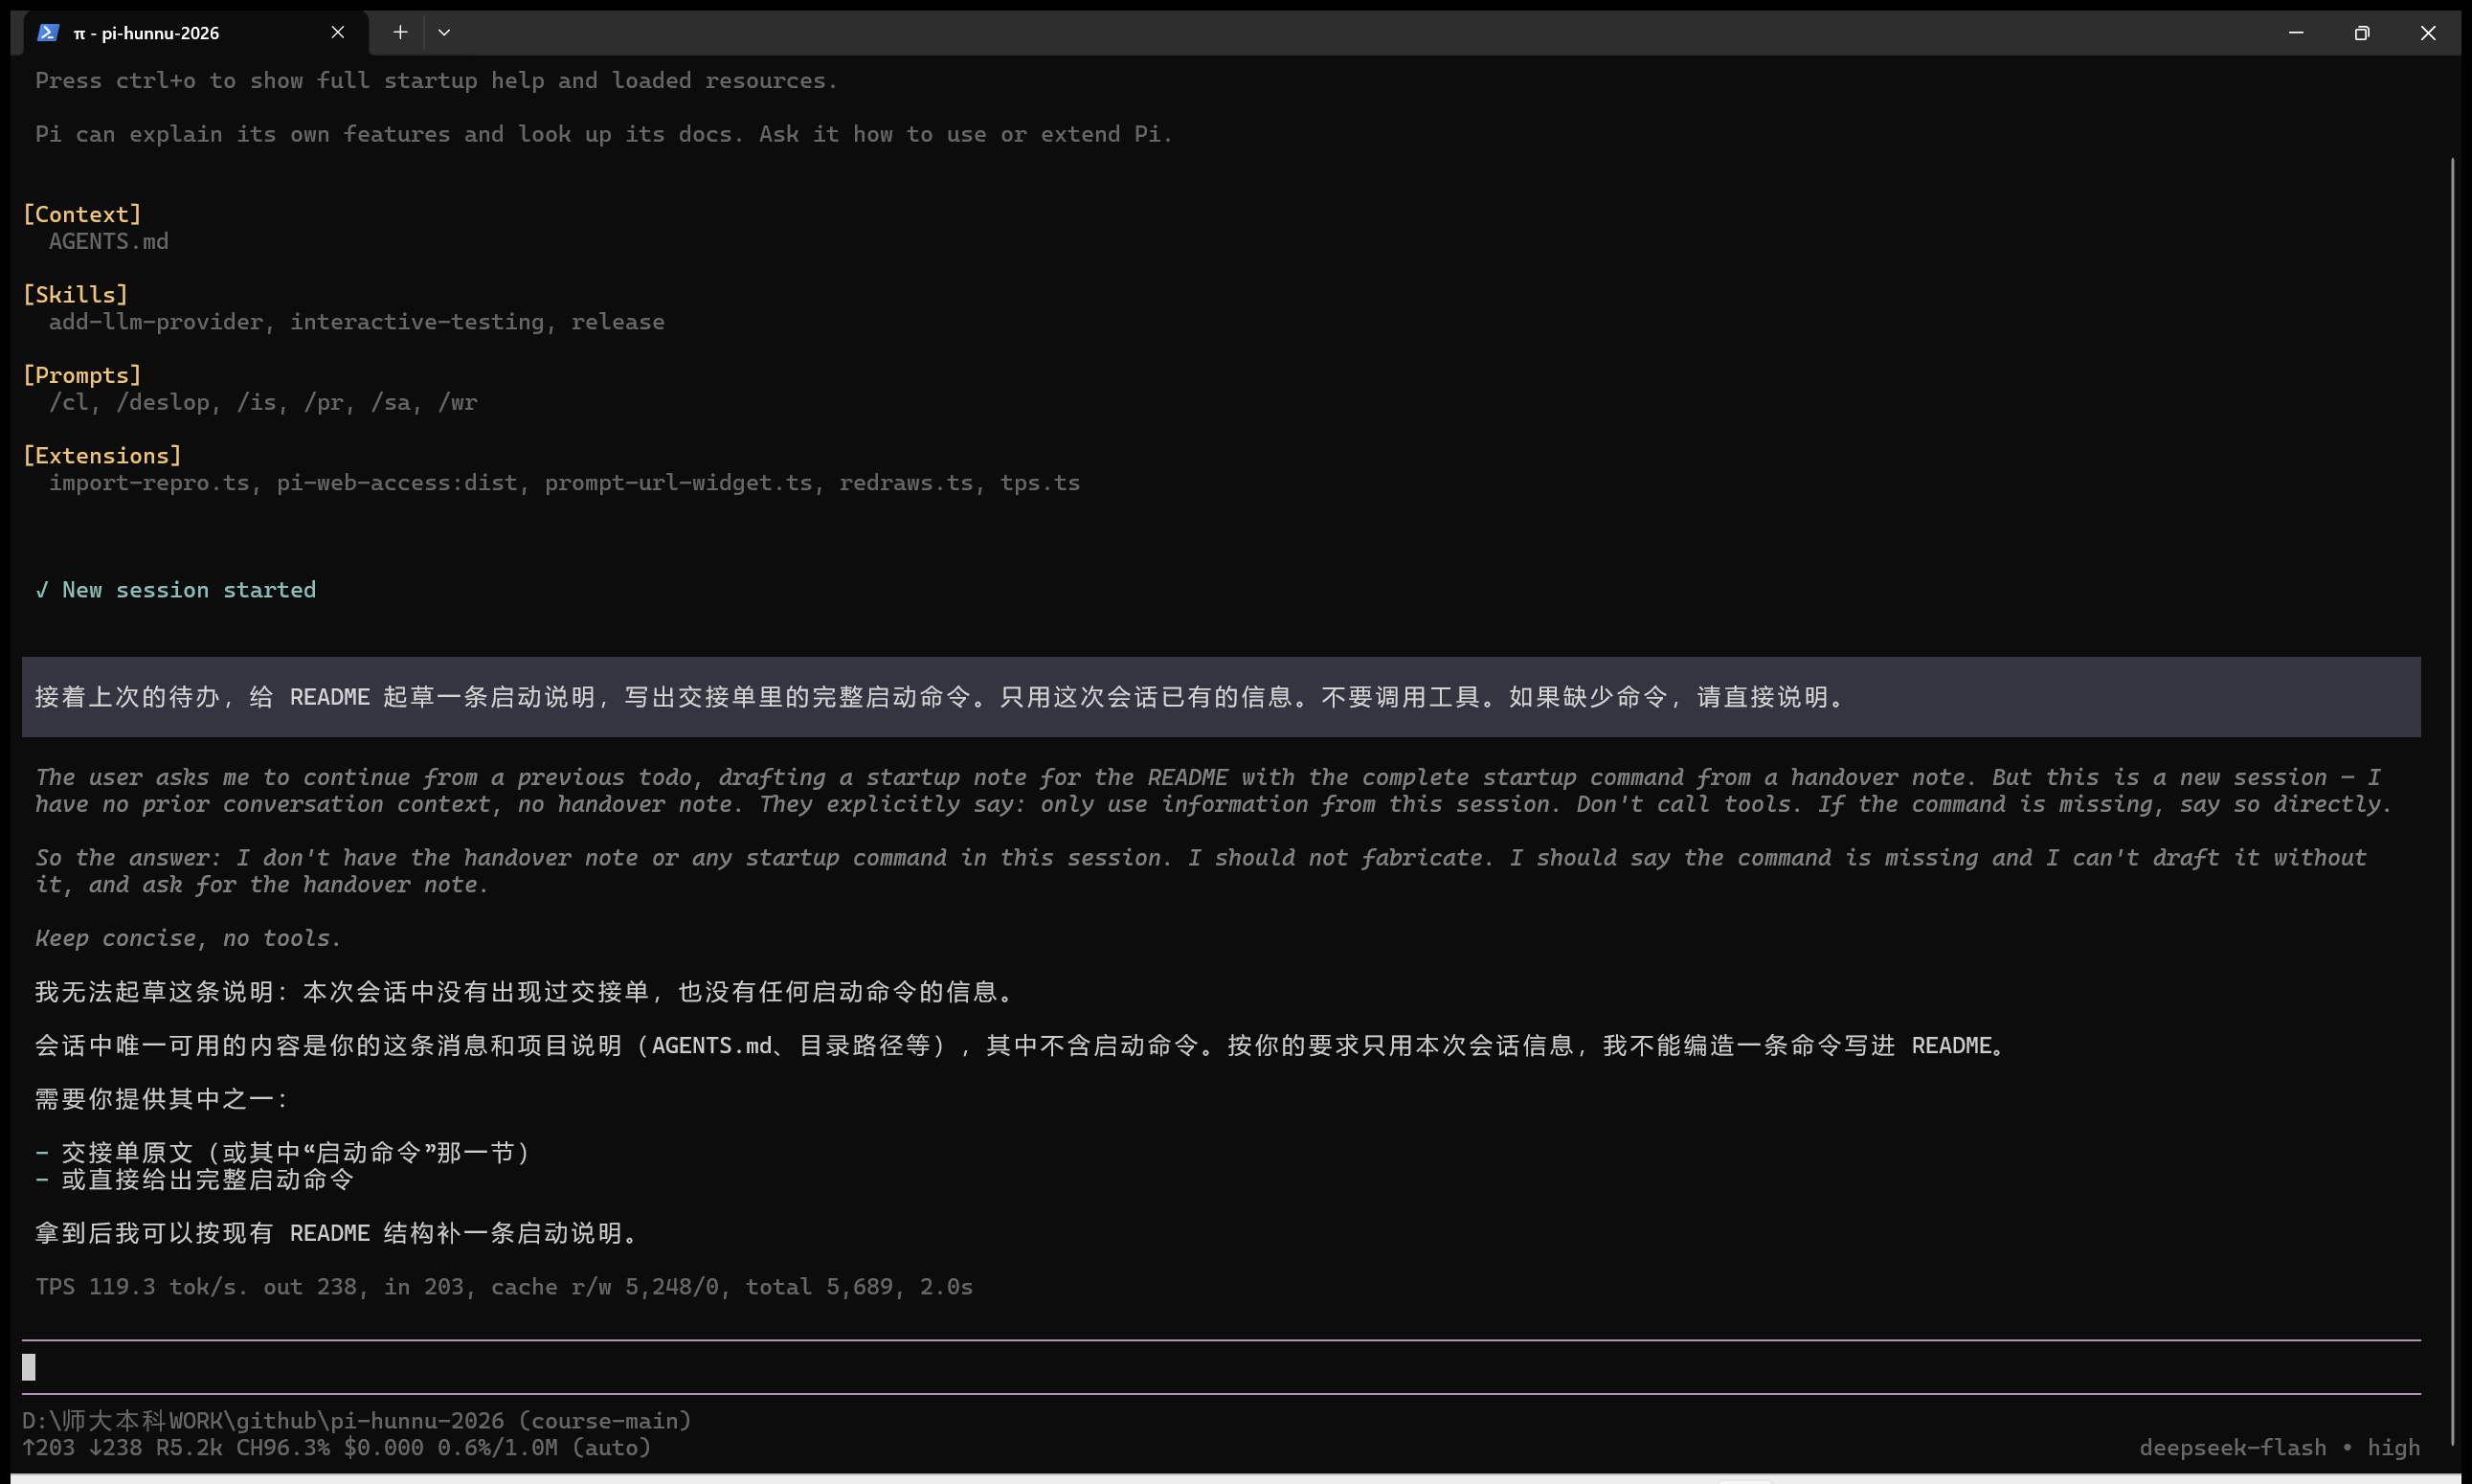 π - pi-hunnu-2026
Press ctrl+o to show full startup help and loaded resources.
Pi can explain its own features and look up its docs. Ask it how to use or extend Pi.
[Context]
AGENTS.md
[Skills]
add-llm-provider, interactive-testing, release
[Prompts]
/cl, /deslop, /is, /pr, /sa, /wr
[Extensions]
import-repro.ts, pi-web-access:dist, prompt-url-widget.ts, redraws.ts, tps.ts
✓ New session started
接着上次的待办，给 README 起草一条启动说明，写出交接单里的完整启动命令。只用这次会话已有的信息。不要调用工具。如果缺少命令，请直接说明。
The user asks me to continue from a previous todo, drafting a startup note for the README with the complete startup command from a handover note. But this is a new session — I
have no prior conversation context, no handover note. They explicitly say: only use information from this session. Don't call tools. If the command is missing, say so directly.
So the answer: I don't have the handover note or any startup command in this session. I should not fabricate. I should say the command is missing and I can't draft it without
it, and ask for the handover note.
Keep concise, no tools.
我无法起草这条说明：本次会话中没有出现过交接单，也没有任何启动命令的信息。
会话中唯一可用的内容是你的这条消息和项目说明（AGENTS.md、目录路径等），其中不含启动命令。按你的要求只用本次会话信息，我不能编造一条命令写进 README。
需要你提供其中之一：
- 交接单原文（或其中“启动命令”那一节）
- 或直接给出完整启动命令
拿到后我可以按现有 README 结构补一条启动说明。
TPS 119.3 tok/s. out 238, in 203, cache r/w 5,248/0, total 5,689, 2.0s
D:\师大本科WORK\github\pi-hunnu-2026 (course-main)
↑203 ↓238 R5.2k CH96.3% $0.000 0.6%/1.0M (auto)
deepseek-flash • high